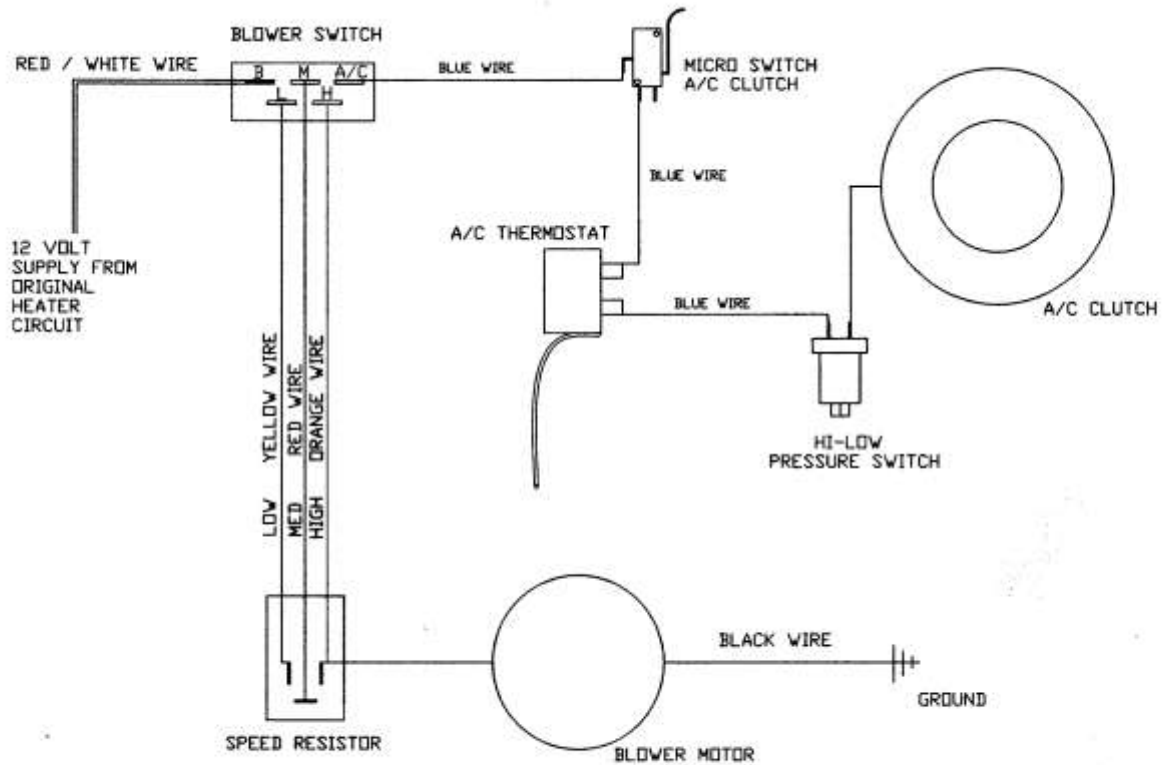 BLOWER SWITCH
RED / WHITE WIRE
B M A/C
L H
BLUE WIRE
MICRO SWITCH
A/C CLUTCH
BLUE WIRE
A/C THERMOSTAT
12 VOLT
SUPPLY FROM
ORIGINAL
HEATER
CIRCUIT
BLUE WIRE
A/C CLUTCH
LOW YELLOW WIRE
MED RED WIRE
HIGH ORANGE WIRE
HI-LOW
PRESSURE SWITCH
BLACK WIRE
GROUND
SPEED RESISTOR
BLOWER MOTOR